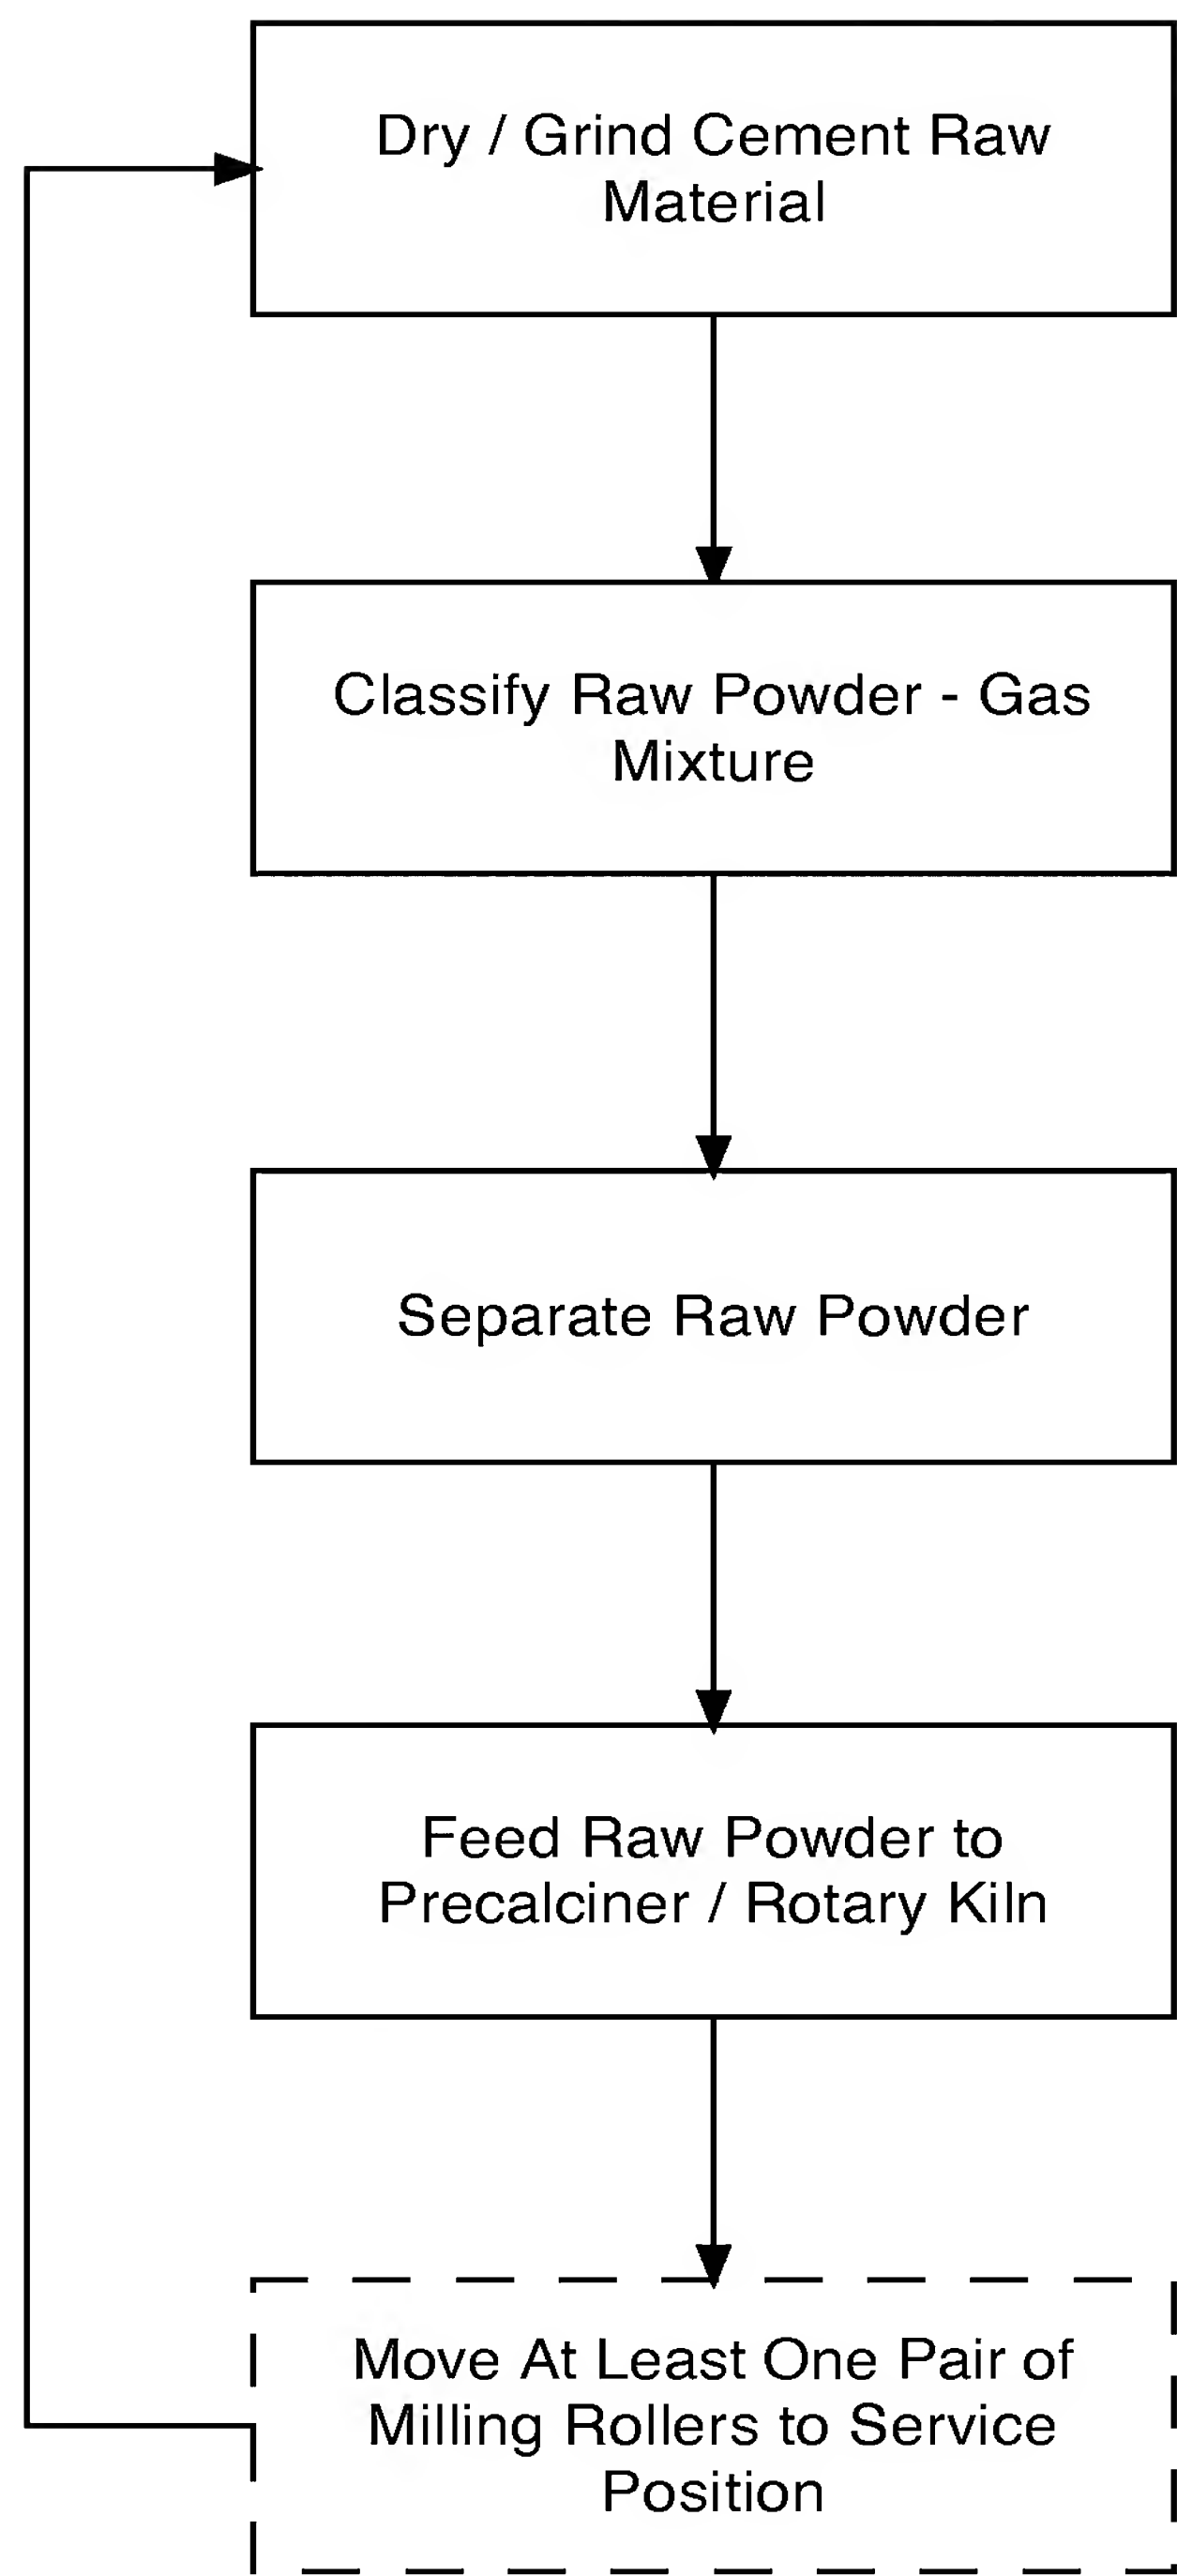 Dry / Grind Cement Raw
Material
Classify Raw Powder - Gas
Mixture
Separate Raw Powder
Feed Raw Powder to
Precalciner / Rotary Kiln
Move At Least One Pair of
Milling Rollers to Service
Position